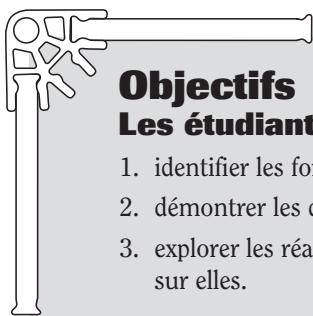 Objectifs
Les étudiant
1. identifier les fo
2. démontrer les
3. explorer les réa
sur elles.